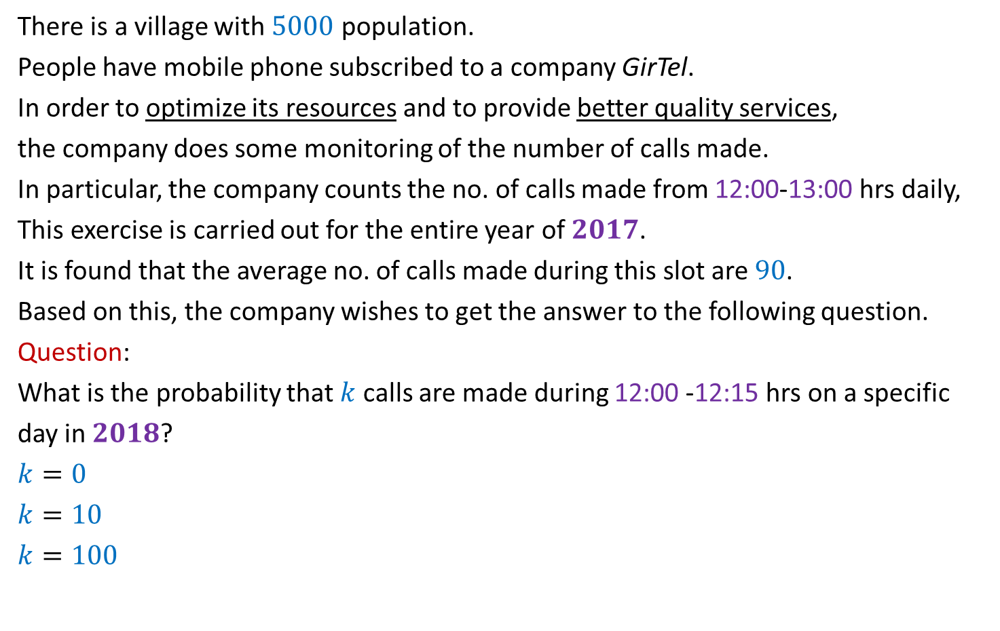 There is a village with 5000 population.
People have mobile phone subscribed to a company GirTel.
In order to optimize its resources and to provide better quality services,
the company does some monitoring of the number of calls made.
In particular, the company counts the no. of calls made from 12:00-13:00 hrs daily,
This exercise is carried out for the entire year of 2017.
It is found that the average no. of calls made during this slot are 90.
Based on this, the company wishes to get the answer to the following question.
Question:
What is the probability that k calls are made during 12:00 -12:15 hrs on a specific
day in 2018?
k = 0
k = 10
k = 100